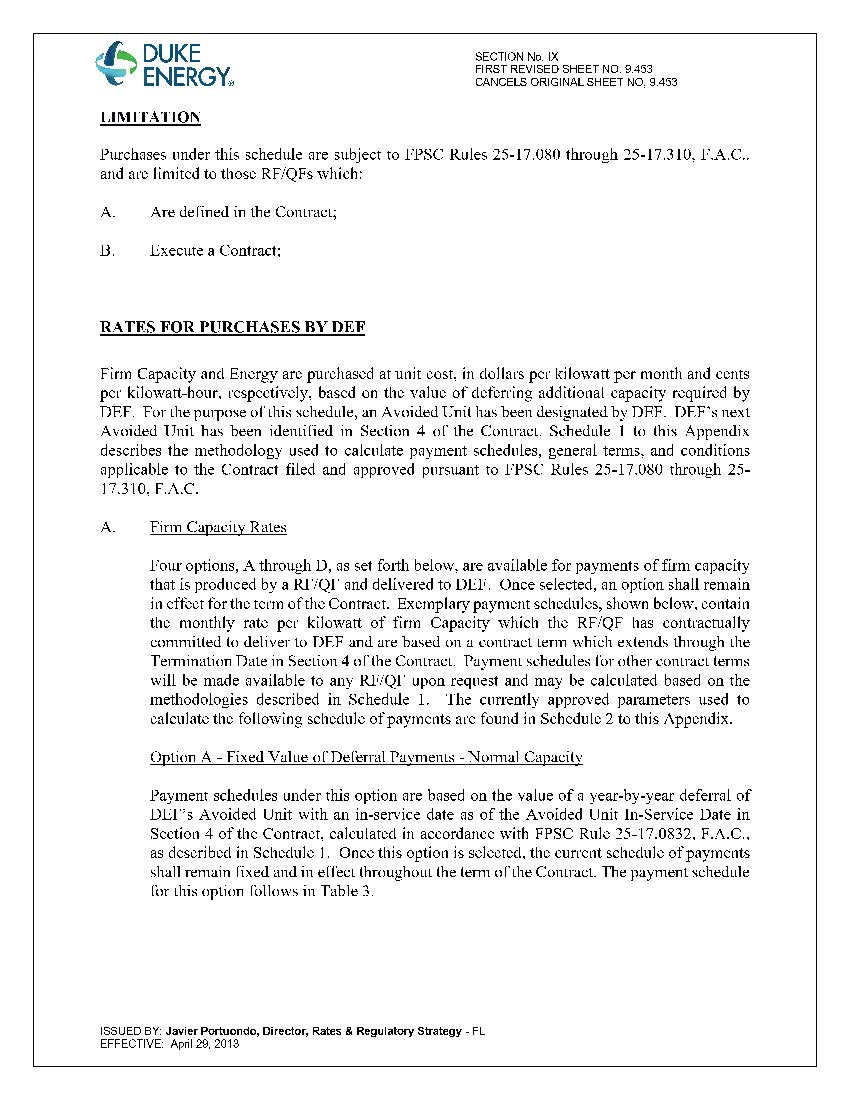 DUKE
ENERGY®
SECTION No. IX
FIRST REVISED SHEET NO. 9.453
CANCELS ORIGINAL SHEET NO, 9.453
LIMITATION
Purchases under this schedule are subject to FPSC Rules 25-17.080 through 25-17.310, F.A.C..
and are limited to those RF/QFs which:
A. Are defined in the Contract;
B. Execute a Contract;
RATES FOR PURCHASES BY DEF
Firm Capacity and Energy are purchased at unit cost, in dollars per kilowatt per month and cents
per kilowatt-hour, respectively, based on the value of deferring additional capacity required by
DEF. For the purpose of this schedule, an Avoided Unit has been designated by DEF. DEF's next
Avoided Unit has been identified in Section 4 of the Contract. Schedule 1 to this Appendix
describes the methodology used to calculate payment schedules, general terms, and conditions
applicable to the Contract filed and approved pursuant to FPSC Rules 25-17.080 through 25-
17.310, F.A.C.
A. Firm Capacity Rates
Four options, A through D, as set forth below, are available for payments of firm capacity
that is produced by a RF/QF and delivered to DEF. Once selected, an option shall remain
in effect for the term of the Contract. Exemplary payment schedules, shown below, contain
the monthly rate per kilowatt of firm Capacity which the RF/QF has contractually
committed to deliver to DEF and are based on a contract term which extends through the
Termination Date in Section 4 of the Contract. Payment schedules for other contract terms
will be made available to any RF/QF upon request and may be calculated based on the
methodologies described in Schedule 1. The currently approved parameters used to
calculate the following schedule of payments are found in Schedule 2 to this Appendix.
Option A - Fixed Value of Deferral Payments - Normal Capacity
Payment schedules under this option are based on the value of a year-by-year deferral of
DEF's Avoided Unit with an in-service date as of the Avoided Unit In-Service Date in
Section 4 of the Contract, calculated in accordance with FPSC Rule 25-17.0832, F.A.C.,
as described in Schedule 1. Once this option is selected, the current schedule of payments
shall remain fixed and in effect throughout the term of the Contract. The payment schedule
for this option follows in Table 3.
ISSUED BY: Javier Portuondo, Director, Rates & Regulatory Strategy - FL
EFFECTIVE: April 29, 2013